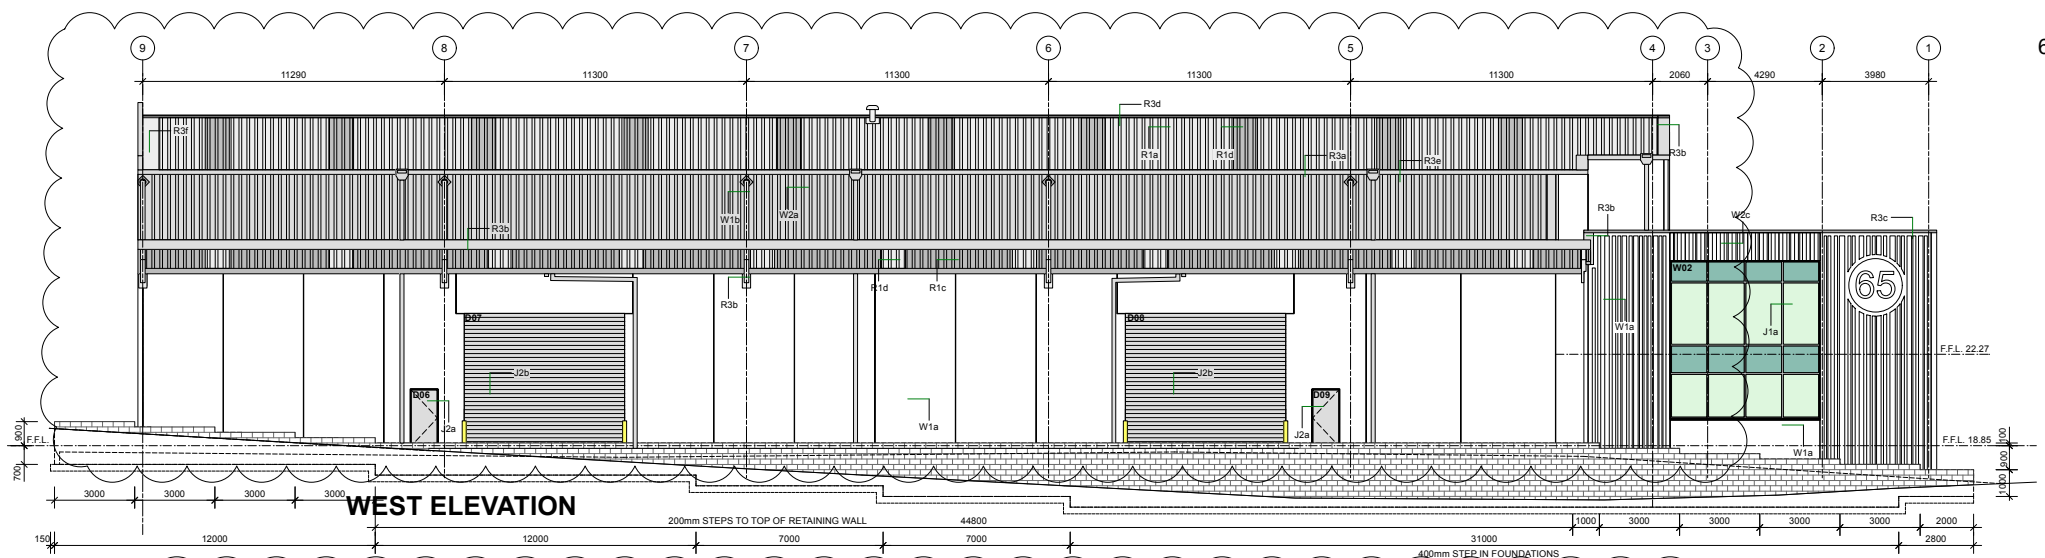 9 8 7 6 5 4 3 2 1
6
11290 11300 11300 11300 11300 2060 4290 3980
R3d
R3f R1a R1d R3a R3e R3b
W1b W2a R3b W2c R3c
R3b
W02
65
R1d R1c
R3b
W1a J1a
D07 D08
F.F.L. 22.27
J2b J2b
D06 D09
J2a W1a J2a
900 F.F.L. F.F.L. 18.85 100
W1a
700 900
1000
3000 3000 3000 3000
WEST ELEVATION
200mm STEPS TO TOP OF RETAINING WALL 44800 1000 3000 3000 3000 3000 2000
150 12000 12000 7000 7000 31000 2800
400mm STEP IN FOUNDATIONS